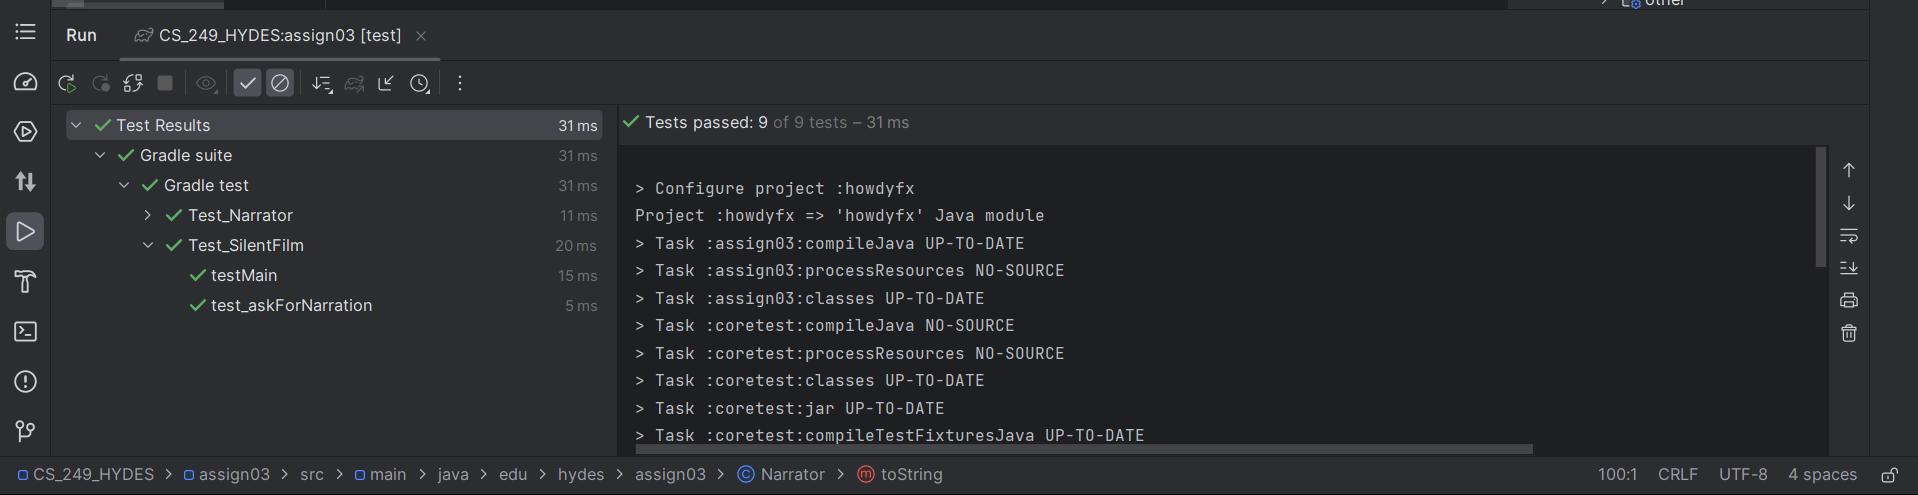 other
Run CS_249_HYDES:assign03 [test]
Test Results 31 ms
Gradle suite 31 ms
Gradle test 31 ms
Test_Narrator 11 ms
Test_SilentFilm 20 ms
testMain 15 ms
test_askForNarration 5 ms
Tests passed: 9 of 9 tests – 31 ms
> Configure project :howdyfx
Project :howdyfx => 'howdyfx' Java module
> Task :assign03:compileJava UP-TO-DATE
> Task :assign03:processResources NO-SOURCE
> Task :assign03:classes UP-TO-DATE
> Task :coretest:compileJava NO-SOURCE
> Task :coretest:processResources NO-SOURCE
> Task :coretest:classes UP-TO-DATE
> Task :coretest:jar UP-TO-DATE
> Task :coretest:compileTestFixturesJava UP-TO-DATE
CS_249_HYDES > assign03 > src > main > java > edu > hydes > assign03 > Narrator > toString 100:1 CRLF UTF-8 4 spaces